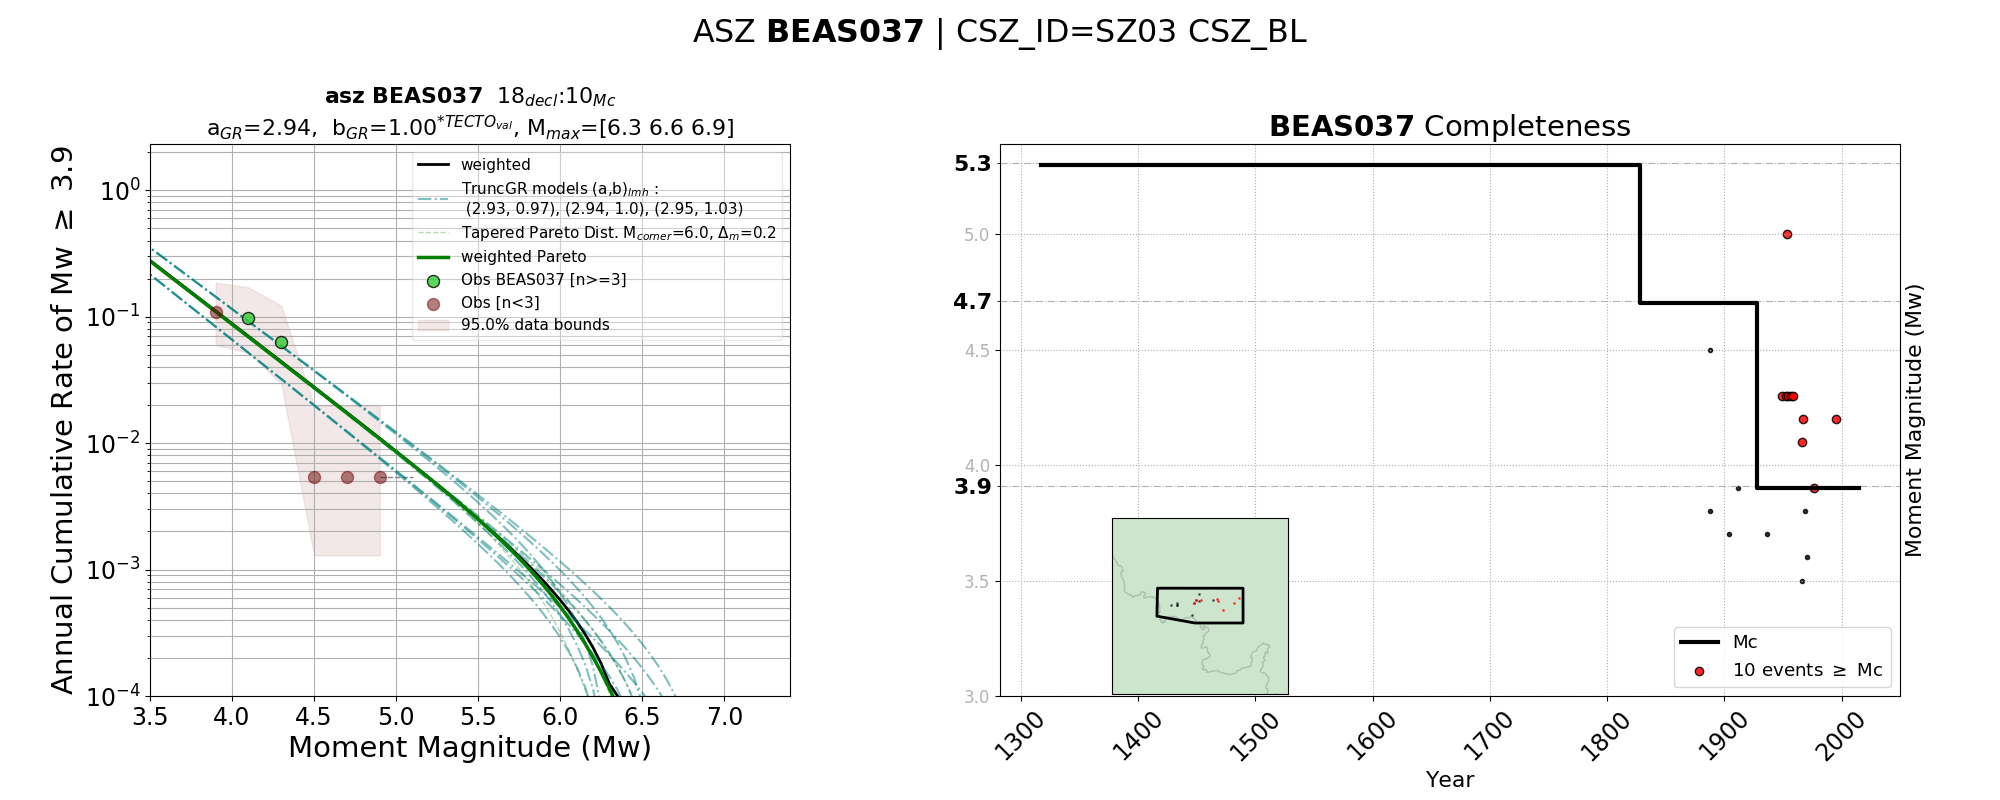 ASZ BEAS037 | CSZ_ID=SZ03 CSZ_BL
asz BEAS037 18decl:10Mc
aGR=2.94, bGR=1.00*TECTOval, Mmax=[6.3 6.6 6.9]
Annual Cumulative Rate of Mw ≥ 3.9
10^0
10^−1
10^−2
10^−3
10^−4
weighted
TruncGR models (a,b)lmh :
(2.93, 0.97), (2.94, 1.0), (2.95, 1.03)
Tapered Pareto Dist. Mcorner=6.0, Δm=0.2
weighted Pareto
Obs BEAS037 [n>=3]
Obs [n<3]
95.0% data bounds
3.5 4.0 4.5 5.0 5.5 6.0 6.5 7.0
Moment Magnitude (Mw)
BEAS037 Completeness
5.3
5.0
4.7
4.5
4.0
3.9
3.5
3.0
Moment Magnitude (Mw)
Mc
10 events ≥ Mc
1300 1400 1500 1600 1700 1800 1900 2000
Year